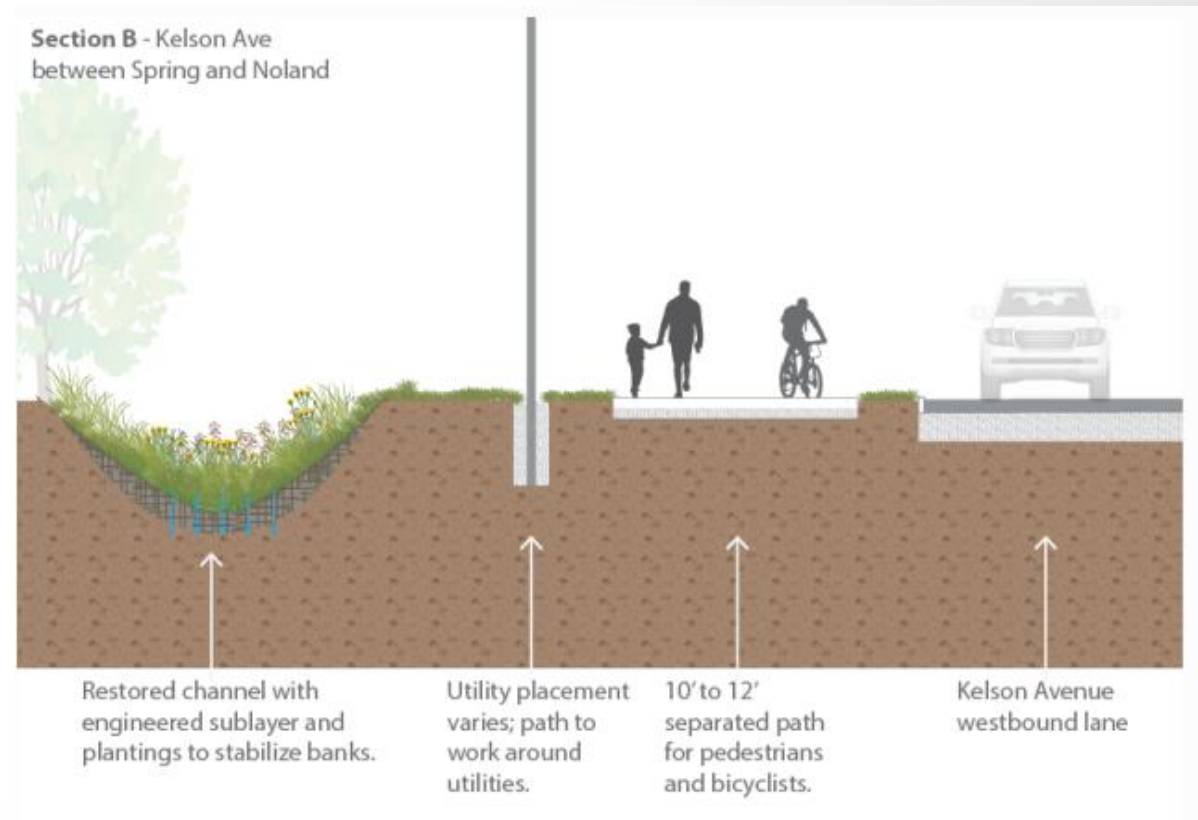 Section B - Kelson Ave
between Spring and Noland
Restored channel with
engineered sublayer and
plantings to stabilize banks.
Utility placement
varies; path to
work around
utilities.
10' to 12'
separated path
for pedestrians
and bicyclists.
Kelson Avenue
westbound lane